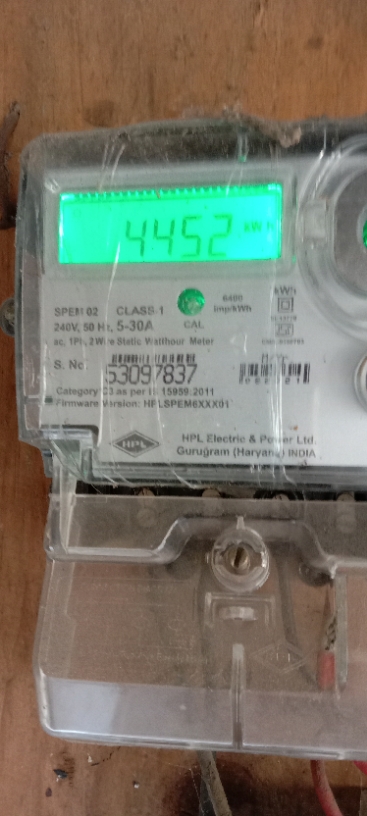 4452 kWh
SPEM 02 CLASS-1
6400 imp/kWh
kWh
240V, 50 Hz, 5-30A CAL
ac, 1Ph, 2Wire Static Watthour Meter
S. No. 53097837
Category C3 as per IS 15959:2011
Firmware Version: HPLSPEM6XXX01
HPL
HPL Electric & Power Ltd.
Gurugram (Haryana) INDIA